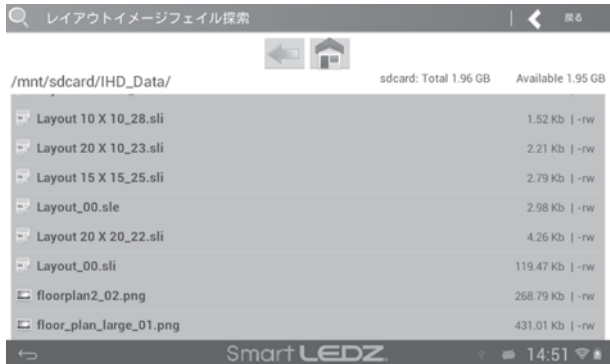 レイアウトイメージフェイル探索
戻る
/mnt/sdcard/IHD_Data/ sdcard: Total 1.96 GB Available 1.95 GB
Layout 10 X 10_28.sli 1.52 Kb | -rw
Layout 20 X 10_23.sli 2.21 Kb | -rw
Layout 15 X 15_25.sli 2.79 Kb | -rw
Layout_00.sle 2.98 Kb | -rw
Layout 20 X 20_22.sli 4.26 Kb | -rw
Layout_00.sli 119.47 Kb | -rw
floorplan2_02.png 268.79 Kb | -rw
floor_plan_large_01.png 431.01 Kb | -rw
Smart LEDZ. 14:51